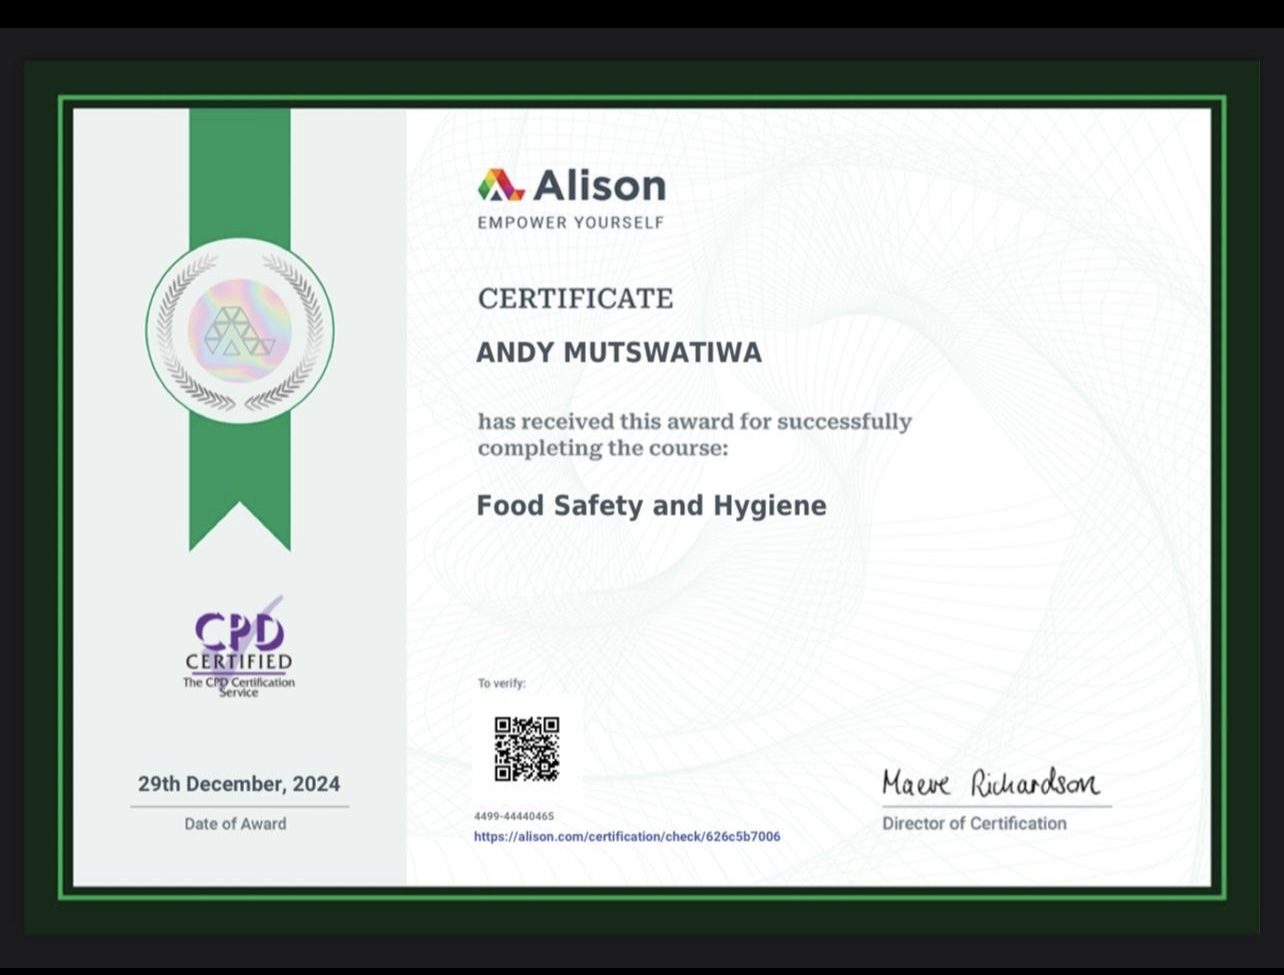 Alison
EMPOWER YOURSELF
CERTIFICATE
ANDY MUTSWATIWA
has received this award for successfully
completing the course:
Food Safety and Hygiene
CPD
CERTIFIED
The CPD Certification
Service
29th December, 2024
Date of Award
To verify:
4499-44440465
https://alison.com/certification/check/626c5b7006
Maeve Richardson
Director of Certification